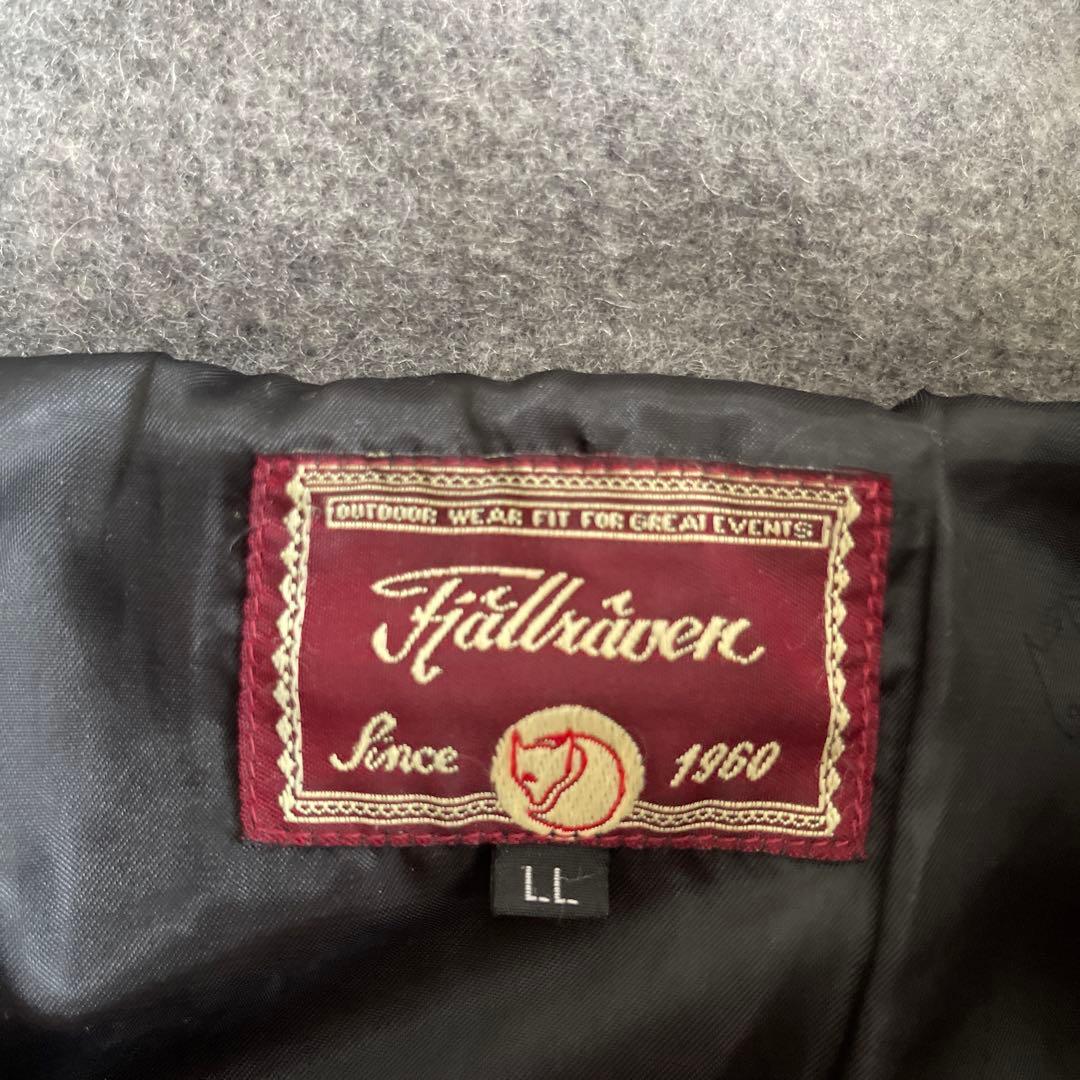 OUTDOOR WEAR FIT FOR GREAT EVENTS
Fjällräven
Since 1960
LL